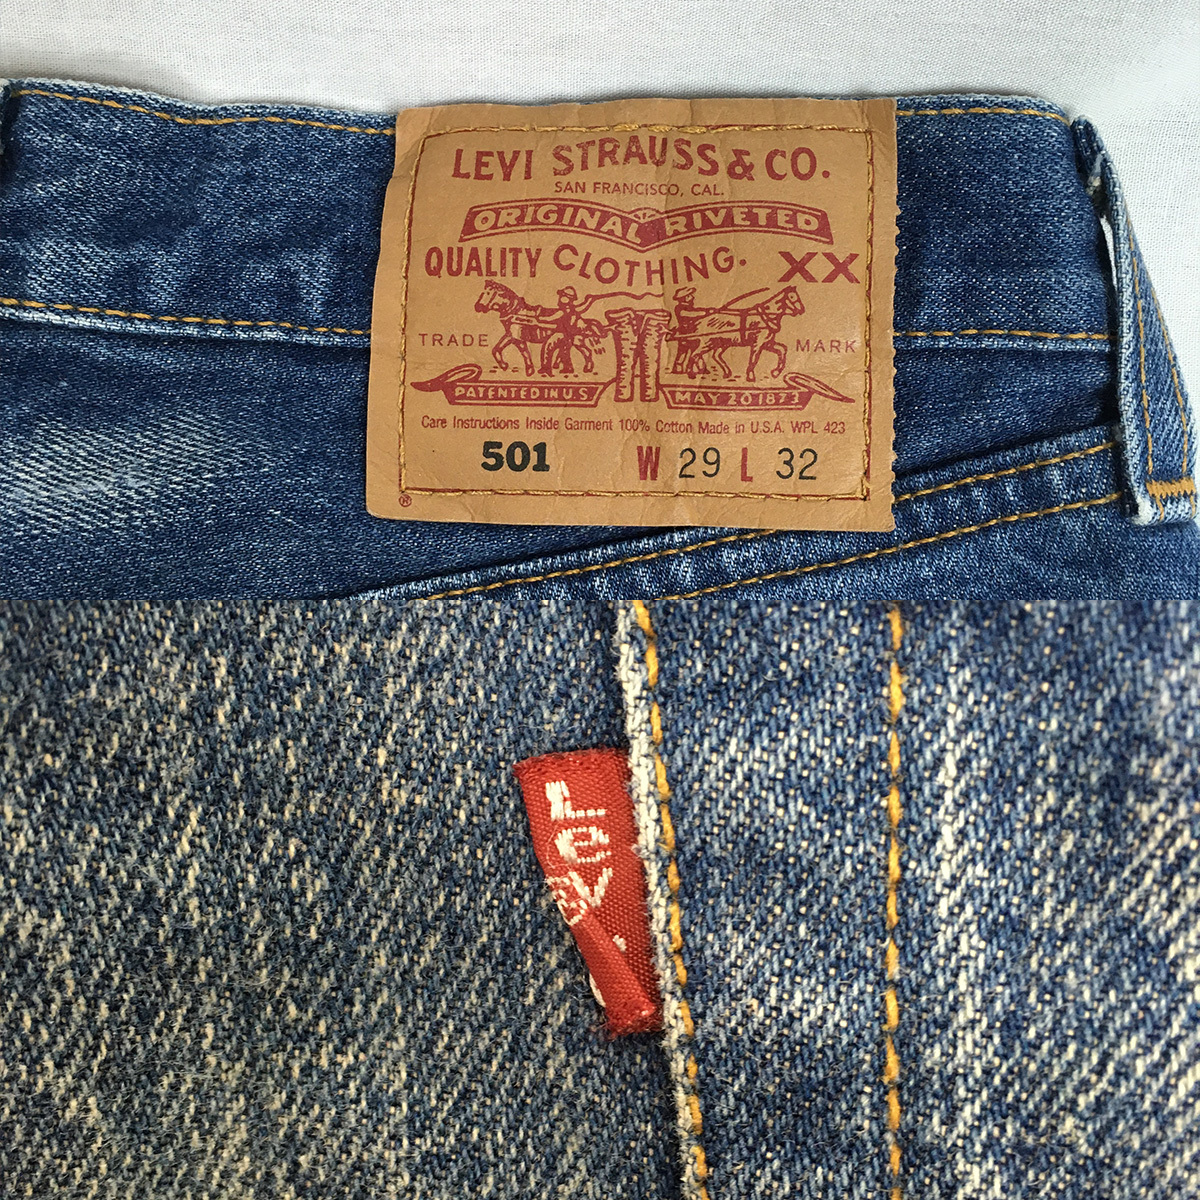 LEVI STRAUSS & CO.
SAN FRANCISCO, CAL.
ORIGINAL RIVETED
QUALITY CLOTHING. XX
TRADE MARK
PATENTED IN U.S. MAY 20 1873
Care Instructions Inside Garment 100% Cotton Made in U.S.A. WPL 423
501 W 29 L 32
®
Lev